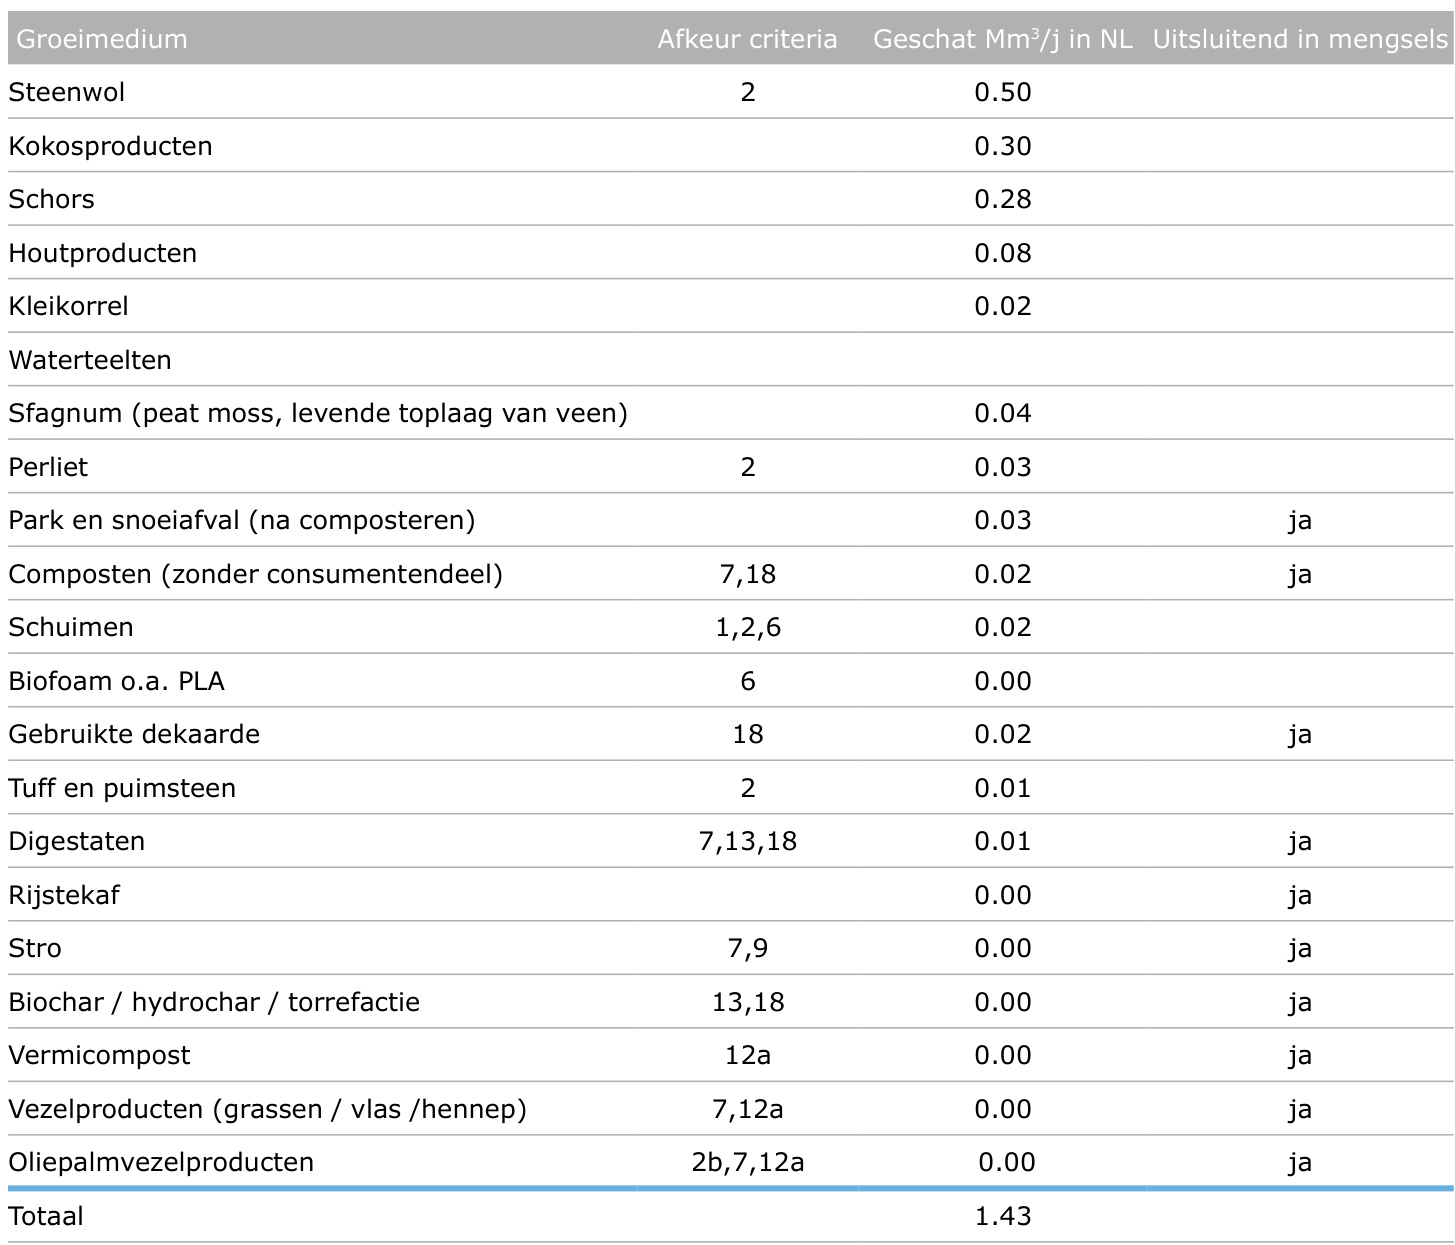 Groeimedium Afkeur criteria Geschat Mm³/j in NL Uitsluitend in mengsels
Steenwol 2 0.50
Kokosproducten 0.30
Schors 0.28
Houtproducten 0.08
Kleikorrel 0.02
Waterteelten
Sfagnum (peat moss, levende toplaag van veen) 0.04
Perliet 2 0.03
Park en snoeiafval (na composteren) 0.03 ja
Composten (zonder consumentendeel) 7,18 0.02 ja
Schuimen 1,2,6 0.02
Biofoam o.a. PLA 6 0.00
Gebruikte dekaarde 18 0.02 ja
Tuff en puimsteen 2 0.01
Digestaten 7,13,18 0.01 ja
Rijstekaf 0.00 ja
Stro 7,9 0.00 ja
Biochar / hydrochar / torrefactie 13,18 0.00 ja
Vermicompost 12a 0.00 ja
Vezelproducten (grassen / vlas /hennep) 7,12a 0.00 ja
Oliepalmvezelproducten 2b,7,12a 0.00 ja
Totaal 1.43